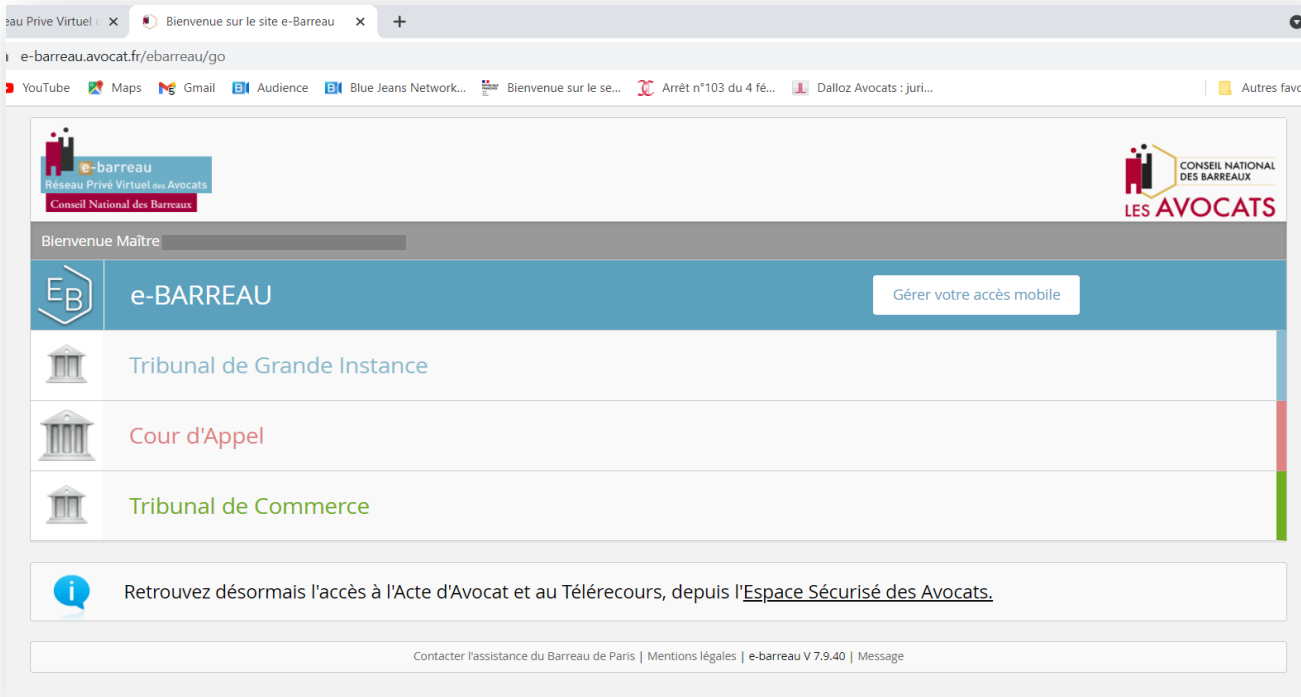 eau Prive Virtuel
Bienvenue sur le site e-Barreau
e-barreau.avocat.fr/ebarreau/go
YouTube
Maps
Gmail
Audience
Blue Jeans Network...
Bienvenue sur le se...
Arrêt n°103 du 4 fé...
Dalloz Avocats : juri...
Autres favo
e-barreau
Réseau Privé Virtuel des Avocats
Conseil National des Barreaux
CONSEIL NATIONAL
DES BARREAUX
LES AVOCATS
Bienvenue Maître
EB
e-BARREAU
Gérer votre accès mobile
Tribunal de Grande Instance
Cour d'Appel
Tribunal de Commerce
Retrouvez désormais l'accès à l'Acte d'Avocat et au Télérecours, depuis l'Espace Sécurisé des Avocats.
Contacter l'assistance du Barreau de Paris | Mentions légales | e-barreau V 7.9.40 | Message